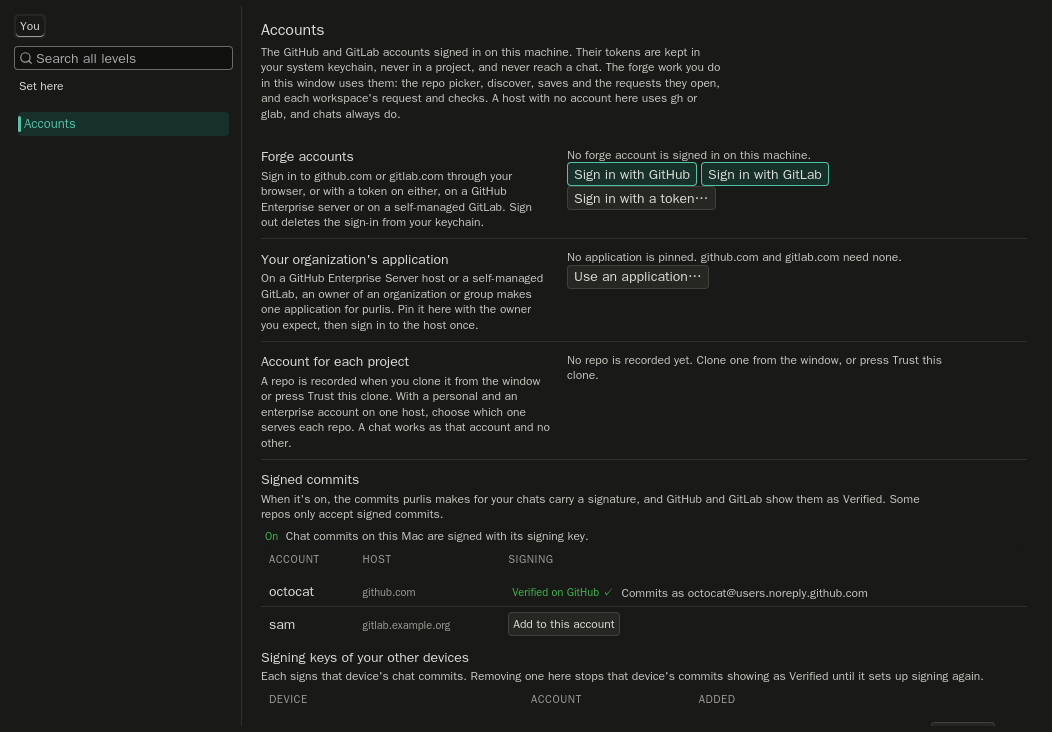 You
Search all levels
Set here
Accounts
Accounts
The GitHub and GitLab accounts signed in on this machine. Their tokens are kept in
your system keychain, never in a project, and never reach a chat. The forge work you do
in this window uses them: the repo picker, discover, saves and the requests they open,
and each workspace's request and checks. A host with no account here uses gh or
glab, and chats always do.
Forge accounts
Sign in to github.com or gitlab.com through your
browser, or with a token on either, on a GitHub
Enterprise server or on a self-managed GitLab. Sign
out deletes the sign-in from your keychain.
No forge account is signed in on this machine.
Sign in with GitHub
Sign in with GitLab
Sign in with a token···
Your organization's application
On a GitHub Enterprise Server host or a self-managed
GitLab, an owner of an organization or group makes
one application for purlis. Pin it here with the owner
you expect, then sign in to the host once.
No application is pinned. github.com and gitlab.com need none.
Use an application···
Account for each project
A repo is recorded when you clone it from the window
or press Trust this clone. With a personal and an
enterprise account on one host, choose which one
serves each repo. A chat works as that account and no
other.
No repo is recorded yet. Clone one from the window, or press Trust this
clone.
Signed commits
When it's on, the commits purlis makes for your chats carry a signature, and GitHub and GitLab show them as Verified. Some
repos only accept signed commits.
On Chat commits on this Mac are signed with its signing key.
ACCOUNT HOST SIGNING
octocat github.com Verified on GitHub ✓ Commits as octocat@users.noreply.github.com
sam gitlab.example.org Add to this account
Signing keys of your other devices
Each signs that device's chat commits. Removing one here stops that device's commits showing as Verified until it sets up signing again.
DEVICE ACCOUNT ADDED